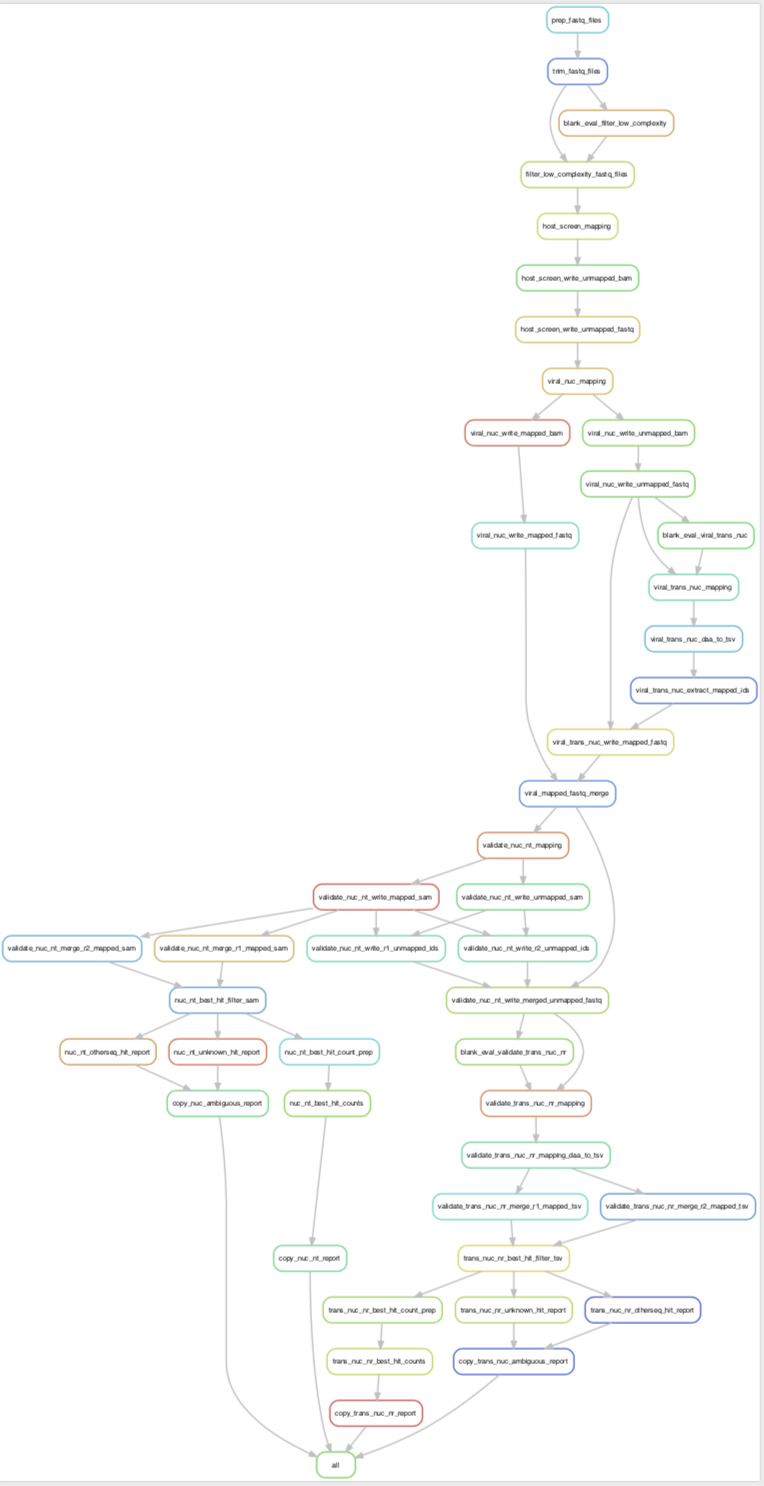 prep_fastq_files
trim_fastq_files
blank_eval_filter_low_complexity
filter_low_complexity_fastq_files
host_screen_mapping
host_screen_write_unmapped_bam
host_screen_write_unmapped_fastq
viral_nuc_mapping
viral_nuc_write_mapped_bam
viral_nuc_write_unmapped_bam
viral_nuc_write_unmapped_fastq
viral_nuc_write_mapped_fastq
blank_eval_viral_trans_nuc
viral_trans_nuc_mapping
viral_trans_nuc_daa_to_tsv
viral_trans_nuc_extract_mapped_ids
viral_trans_nuc_write_mapped_fastq
viral_mapped_fastq_merge
validate_nuc_nt_mapping
validate_nuc_nt_write_mapped_sam
validate_nuc_nt_write_unmapped_sam
validate_nuc_nt_merge_r2_mapped_sam
validate_nuc_nt_merge_r1_mapped_sam
validate_nuc_nt_write_r1_unmapped_ids
validate_nuc_nt_write_r2_unmapped_ids
nuc_nt_best_hit_filter_sam
validate_nuc_nt_write_merged_unmapped_fastq
nuc_nt_otherseq_hit_report
nuc_nt_unknown_hit_report
nuc_nt_best_hit_count_prep
blank_eval_validate_trans_nuc_nr
copy_nuc_ambiguous_report
nuc_nt_best_hit_counts
validate_trans_nuc_nr_mapping
validate_trans_nuc_nr_mapping_daa_to_tsv
validate_trans_nuc_nr_merge_r1_mapped_tsv
validate_trans_nuc_nr_merge_r2_mapped_tsv
copy_nuc_nt_report
trans_nuc_nr_best_hit_filter_tsv
trans_nuc_nr_best_hit_count_prep
trans_nuc_nr_unknown_hit_report
trans_nuc_nr_otherseq_hit_report
trans_nuc_nr_best_hit_counts
copy_trans_nuc_ambiguous_report
copy_trans_nuc_nr_report
all